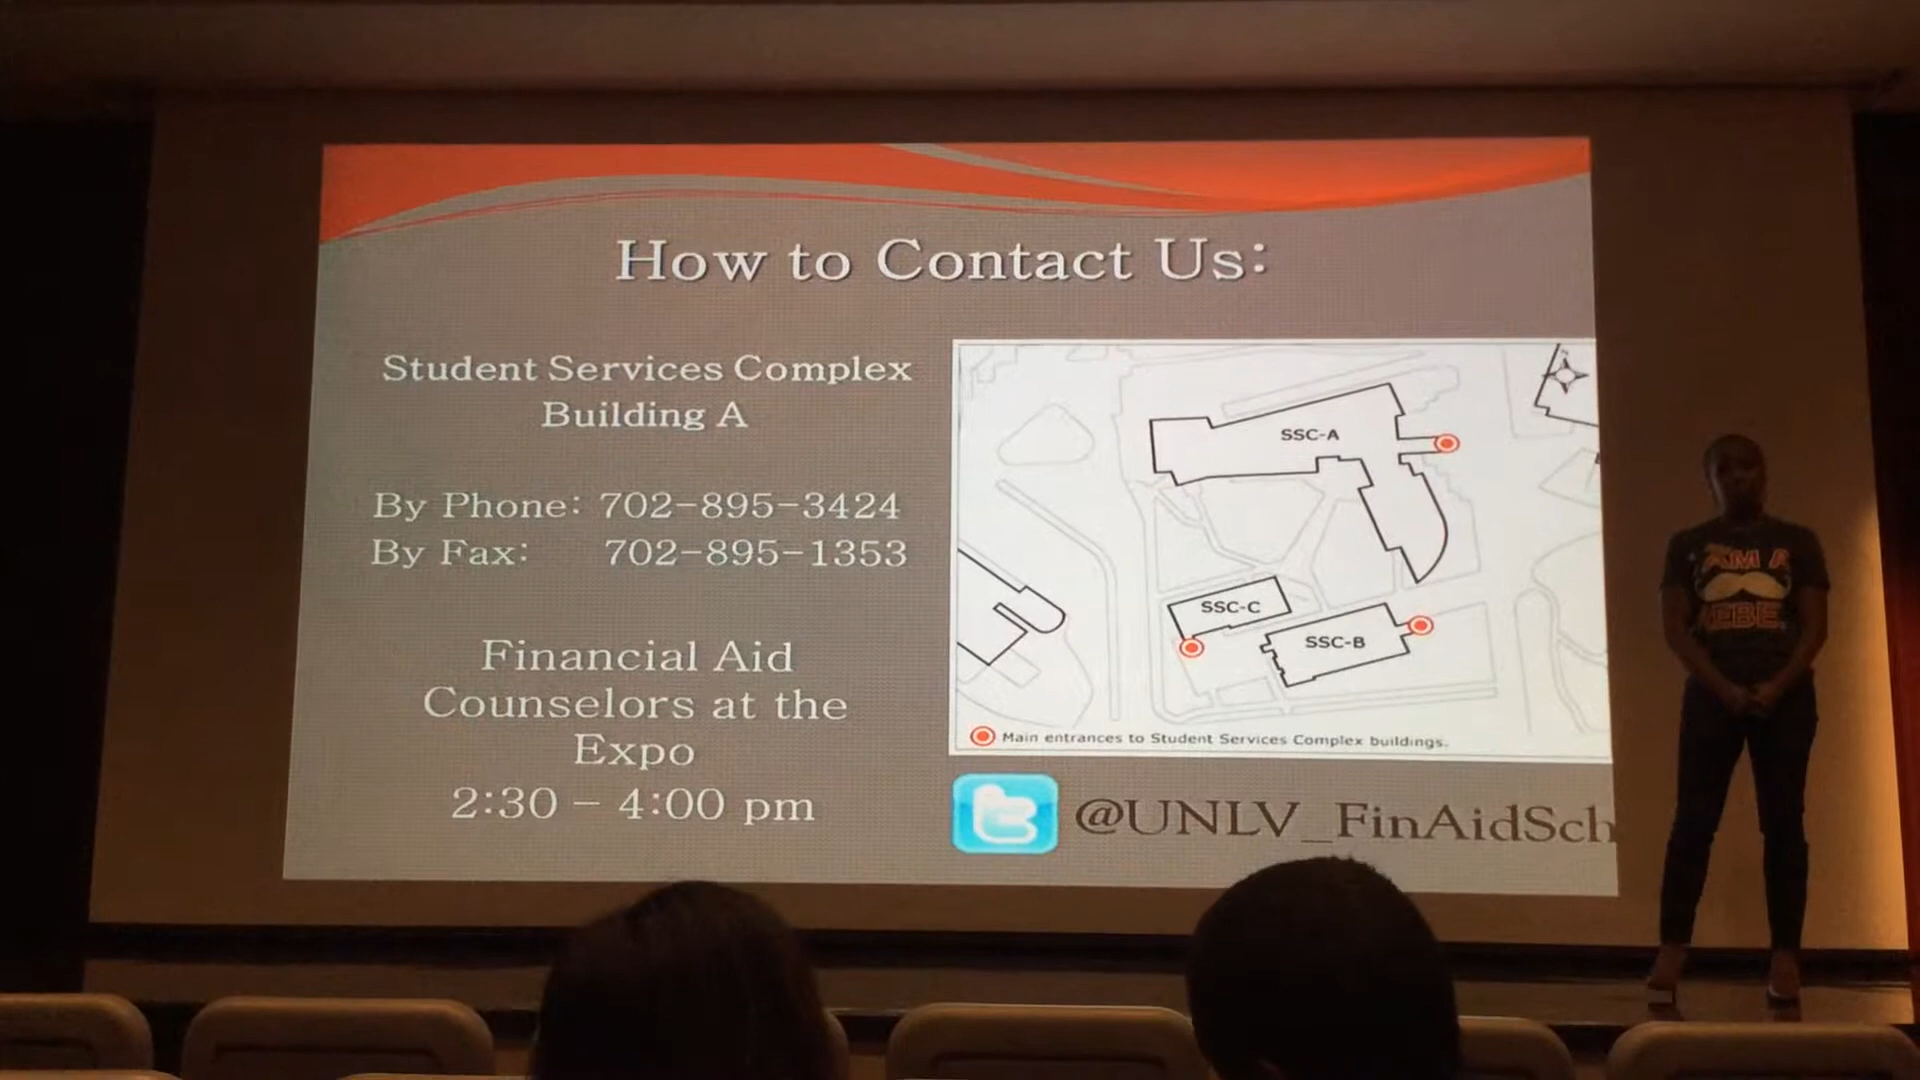 How to Contact Us:
Student Services Complex
Building A
By Phone: 702-895-3424
By Fax: 702-895-1353
Financial Aid
Counselors at the
Expo
2:30 – 4:00 pm
SSC-A
SSC-C
SSC-B
Main entrances to Student Services Complex buildings.
@UNLV_FinAidSch
AM A